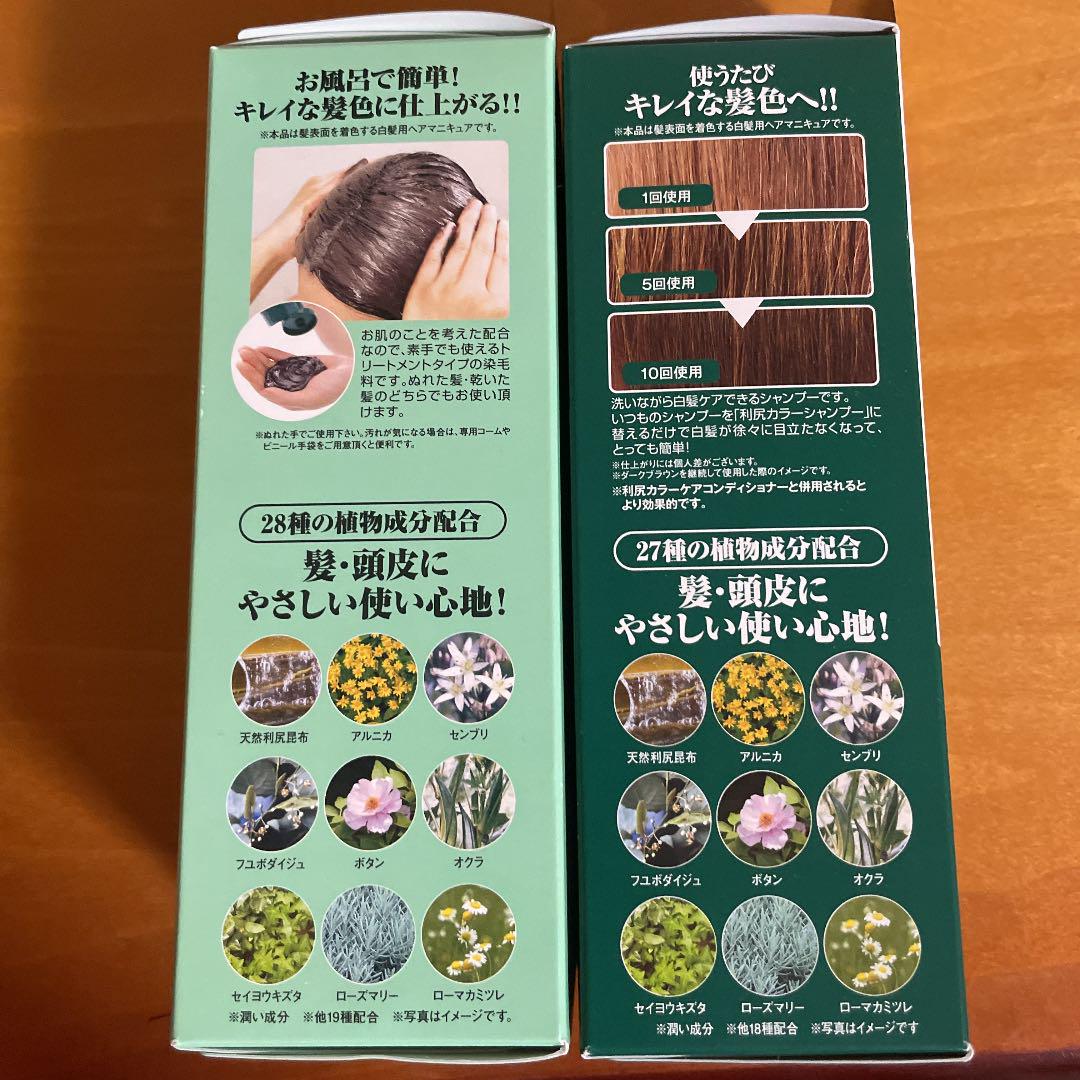 お風呂で簡単!
キレイな髪色に仕上がる!!
※本品は髪表面を着色する白髪用ヘアマニキュアです。
お肌のことを考えた配合
なので、素手でも使えるト
リートメントタイプの染毛
料です。ぬれた髪・乾いた
髪のどちらでもお使い頂
けます。
※ぬれた手でご使用下さい。汚れが気になる場合は、専用コームや
ビニール手袋をご用意頂くと便利です。
28種の植物成分配合
髪・頭皮に
やさしい使い心地!
天然利尻昆布 アルニカ センブリ
フユボダイジュ ボタン オクラ
セイヨウキズタ ローズマリー ローマカミツレ
※潤い成分 ※他19種配合 ※写真はイメージです。
使うたび
キレイな髪色へ!!
※本品は髪表面を着色する白髪用ヘアマニキュアです。
1回使用
5回使用
10回使用
洗いながら白髪ケアできるシャンプーです。
いつものシャンプーを「利尻カラーシャンプー」に
替えるだけで白髪が徐々に目立たなくなって、
とっても簡単!
※仕上がりには個人差がございます。
※ダークブラウンを継続して使用した際のイメージです。
※利尻カラーケアコンディショナーと併用されると
より効果的です。
27種の植物成分配合
髪・頭皮に
やさしい使い心地!
天然利尻昆布 アルニカ センブリ
フユボダイジュ ボタン オクラ
セイヨウキズタ ローズマリー ローマカミツレ
※潤い成分 ※他18種配合 ※写真はイメージです